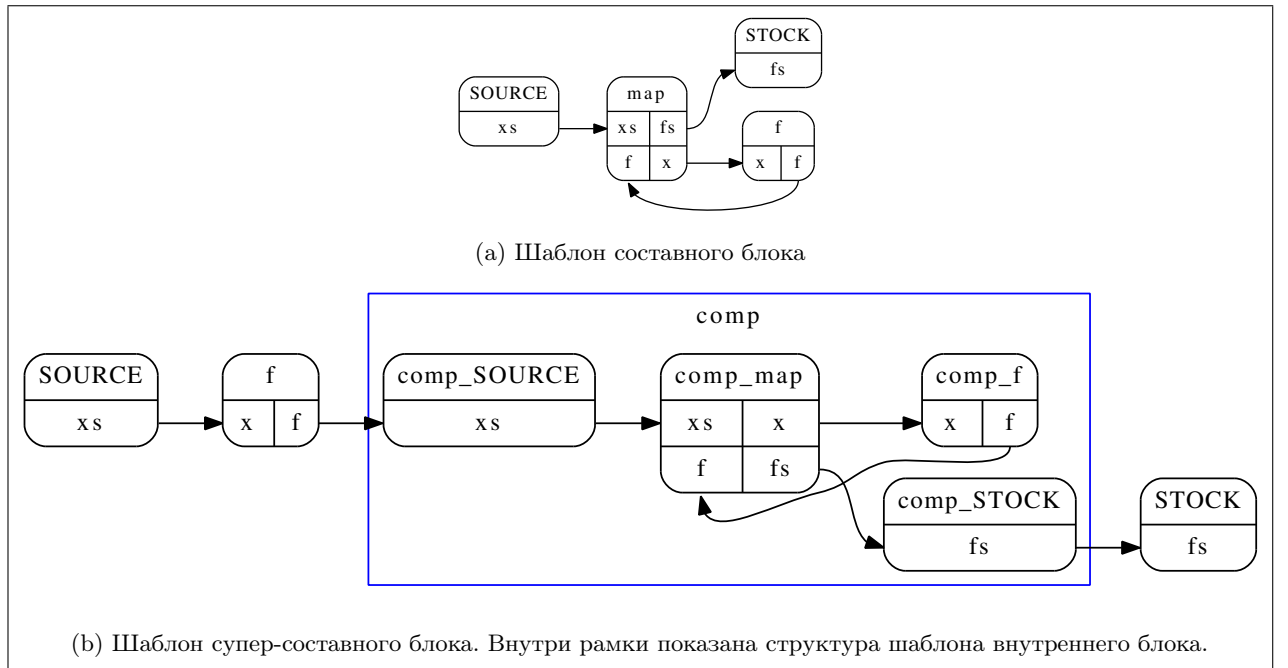 STOCK
fs
SOURCE
xs
map
xs fs
f x
f
x f
(a) Шаблон составного блока
comp
SOURCE
xs
f
x f
comp_SOURCE
xs
comp_map
xs x
f fs
comp_f
x f
comp_STOCK
fs
STOCK
fs
(b) Шаблон супер-составного блока. Внутри рамки показана структура шаблона внутреннего блока.